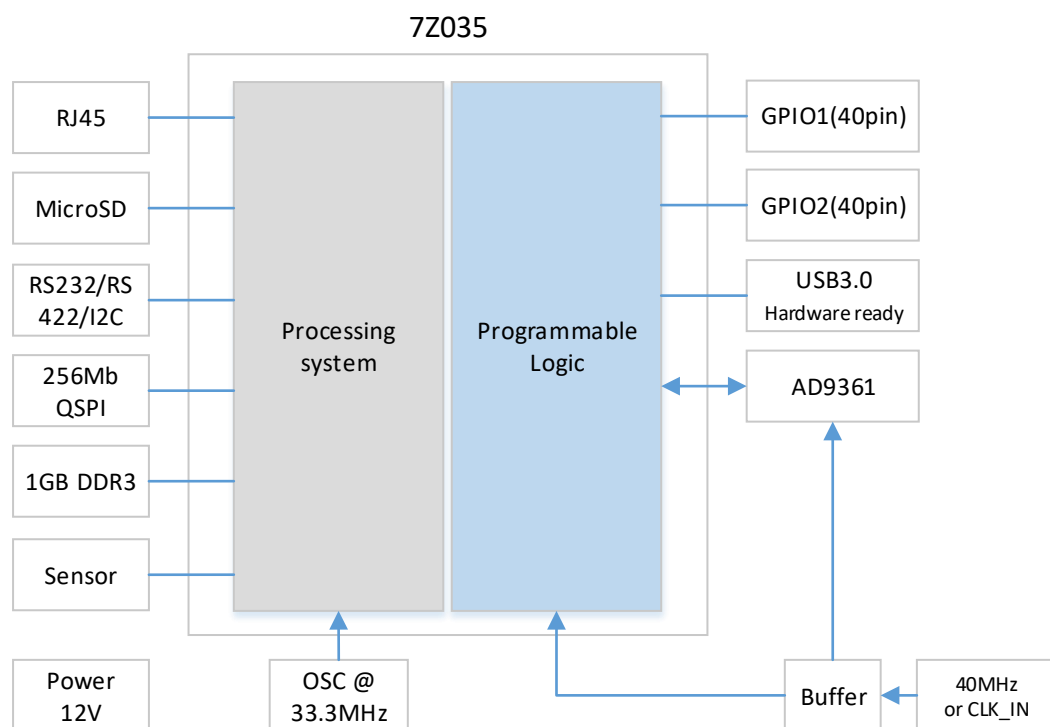 7Z035
RJ45
MicroSD
RS232/RS
422/I2C
256Mb
QSPI
1GB DDR3
Sensor
Power
12V
Processing
system
Programmable
Logic
OSC @
33.3MHz
GPIO1(40pin)
GPIO2(40pin)
USB3.0
Hardware ready
AD9361
Buffer
40MHz
or CLK_IN